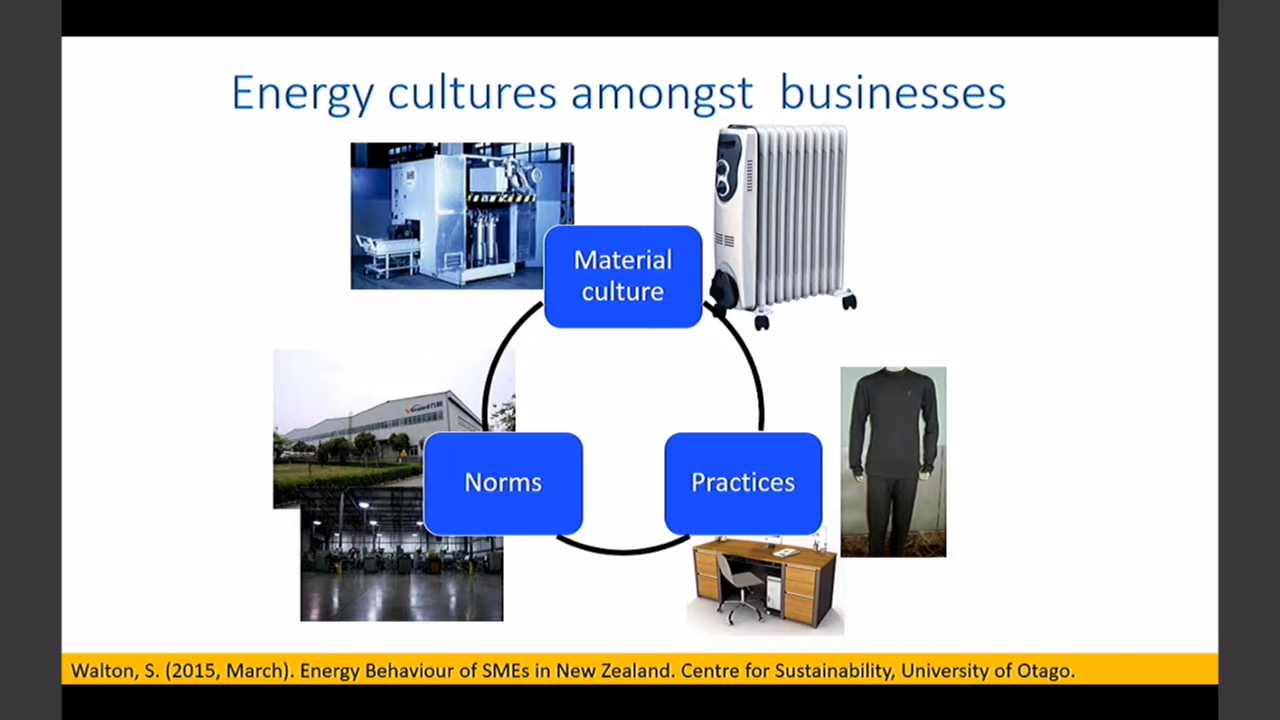 Energy cultures amongst  businesses
Material
culture
Norms
Practices
Walton, S. (2015, March). Energy Behaviour of SMEs in New Zealand. Centre for Sustainability, University of Otago.